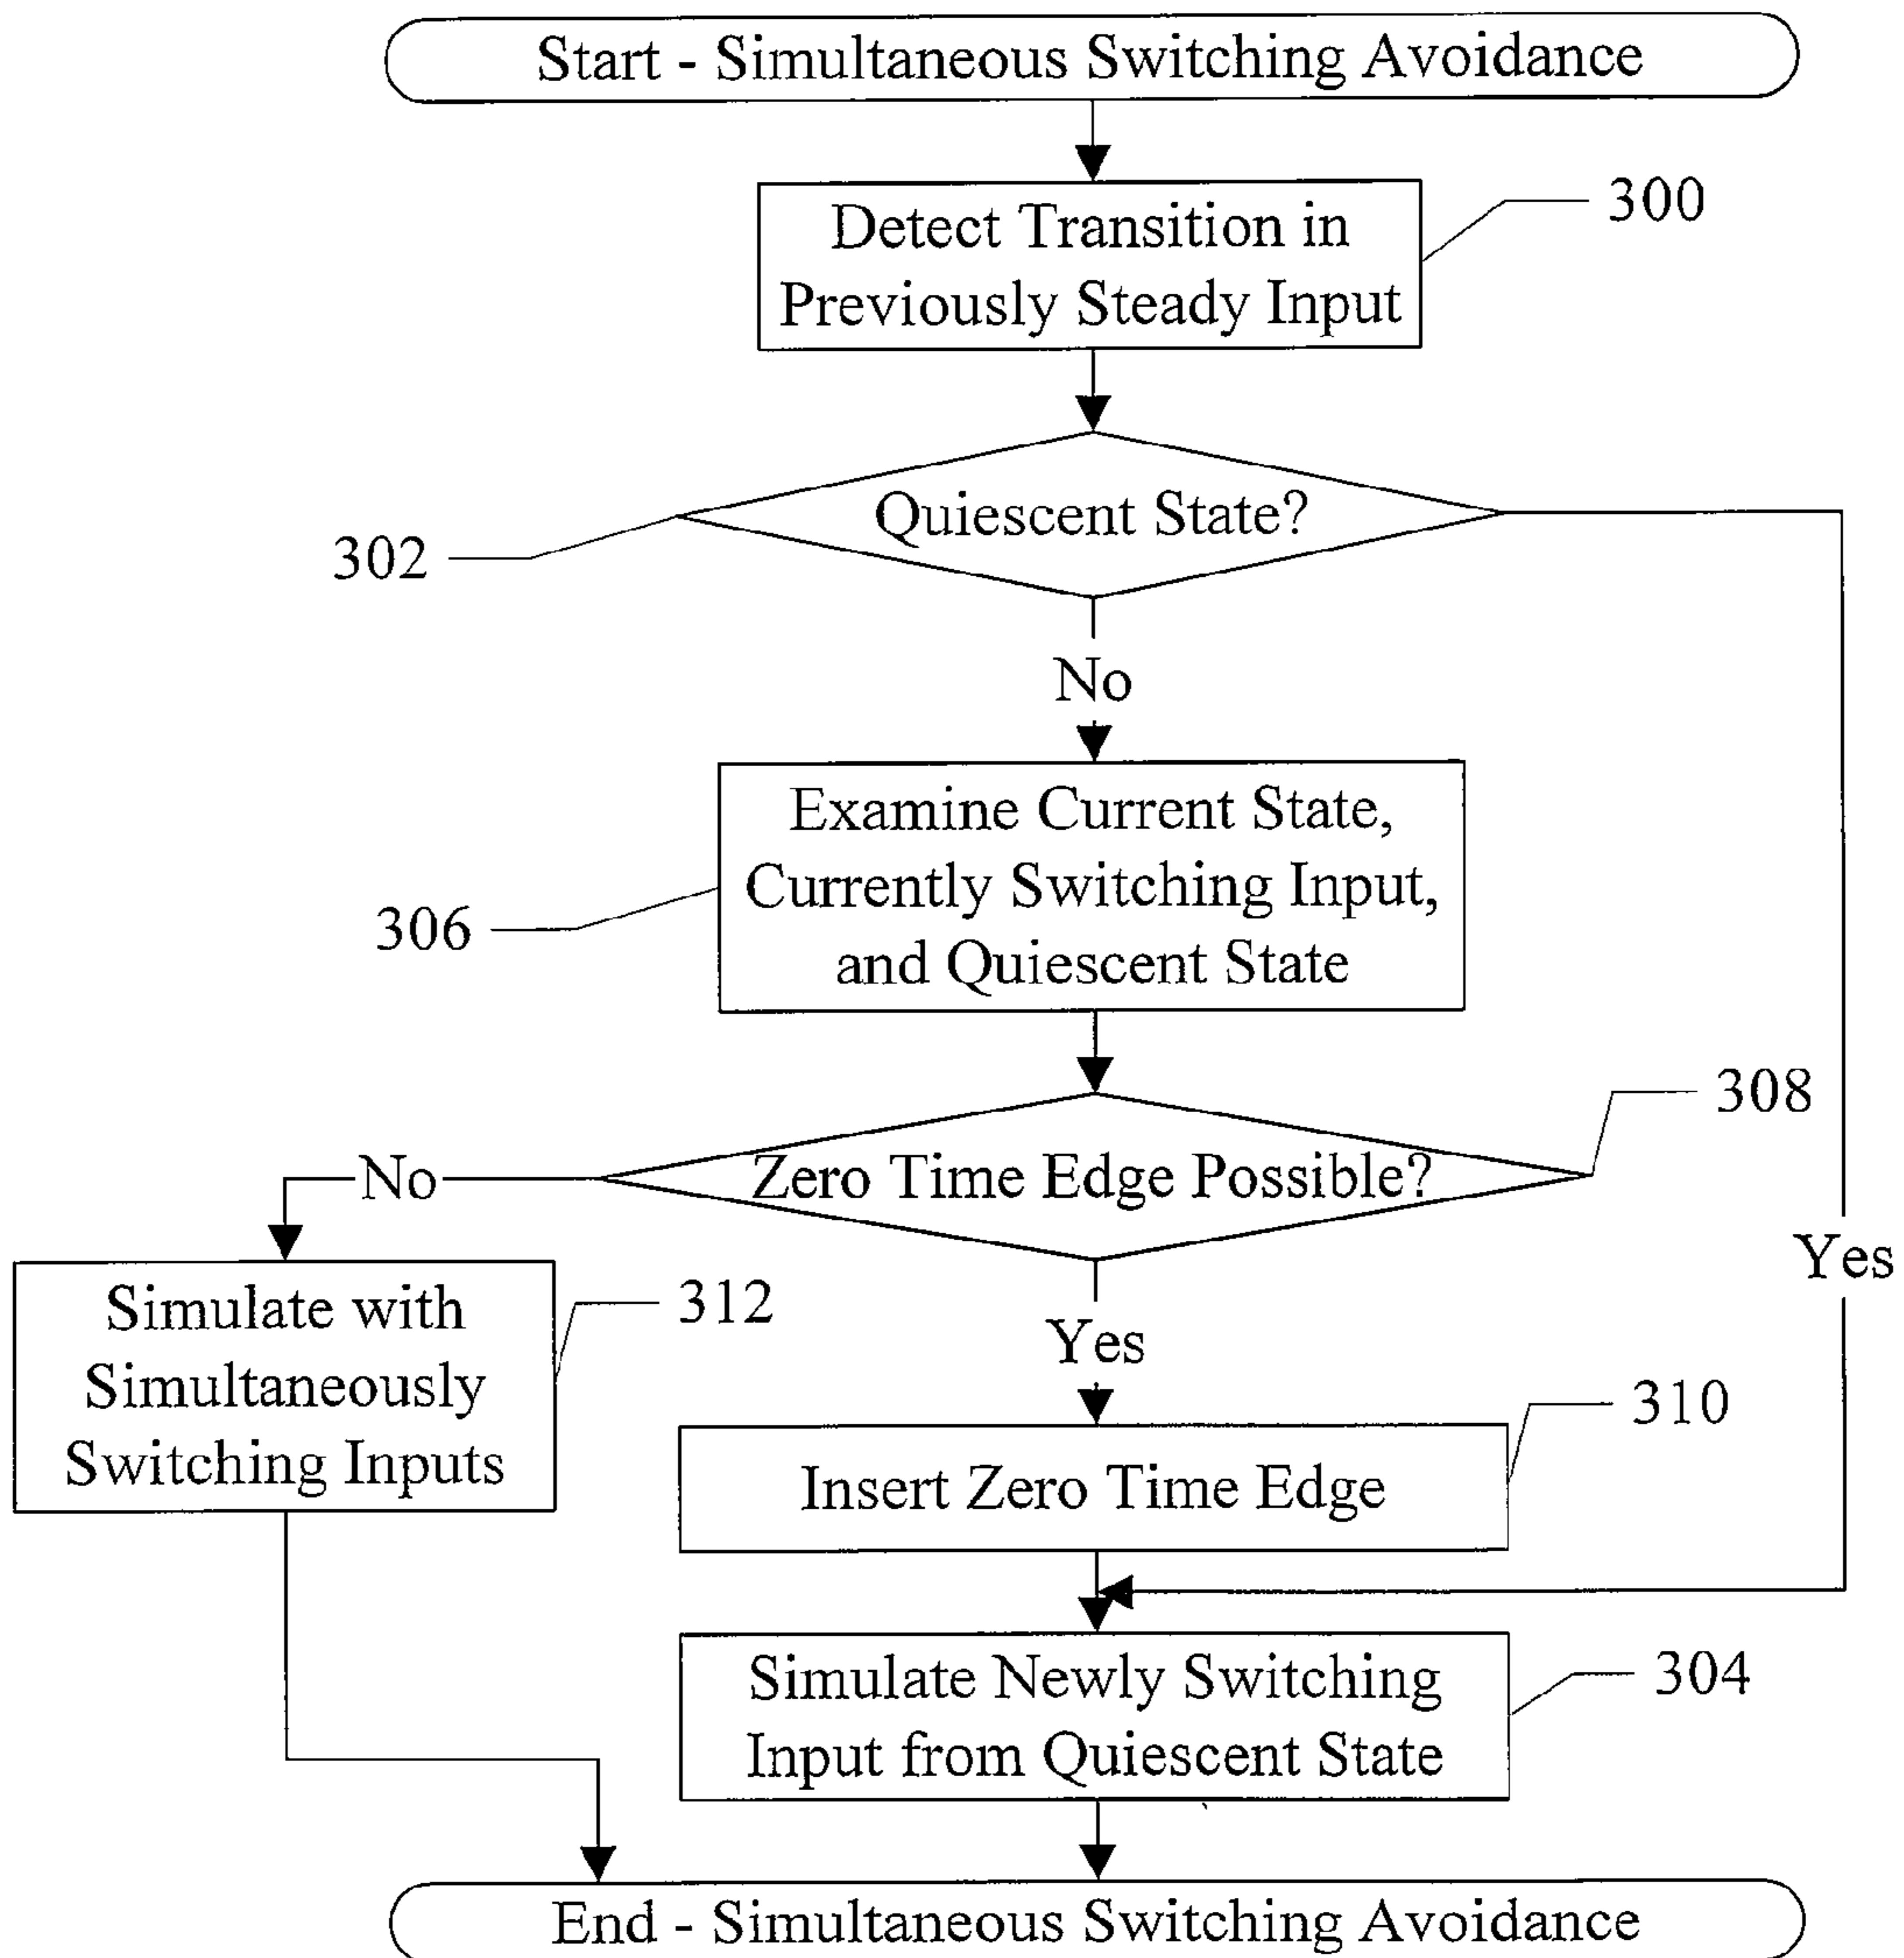 Start - Simultaneous Switching Avoidance
300
Detect Transition in
Previously Steady Input
Quiescent State?
302
No
Examine Current State,
Currently Switching Input,
and Quiescent State
306
308
Zero Time Edge Possible?
No
Yes
Simulate with
Simultaneously
Switching Inputs
312
Yes
310
Insert Zero Time Edge
304
Simulate Newly Switching
Input from Quiescent State
End - Simultaneous Switching Avoidance